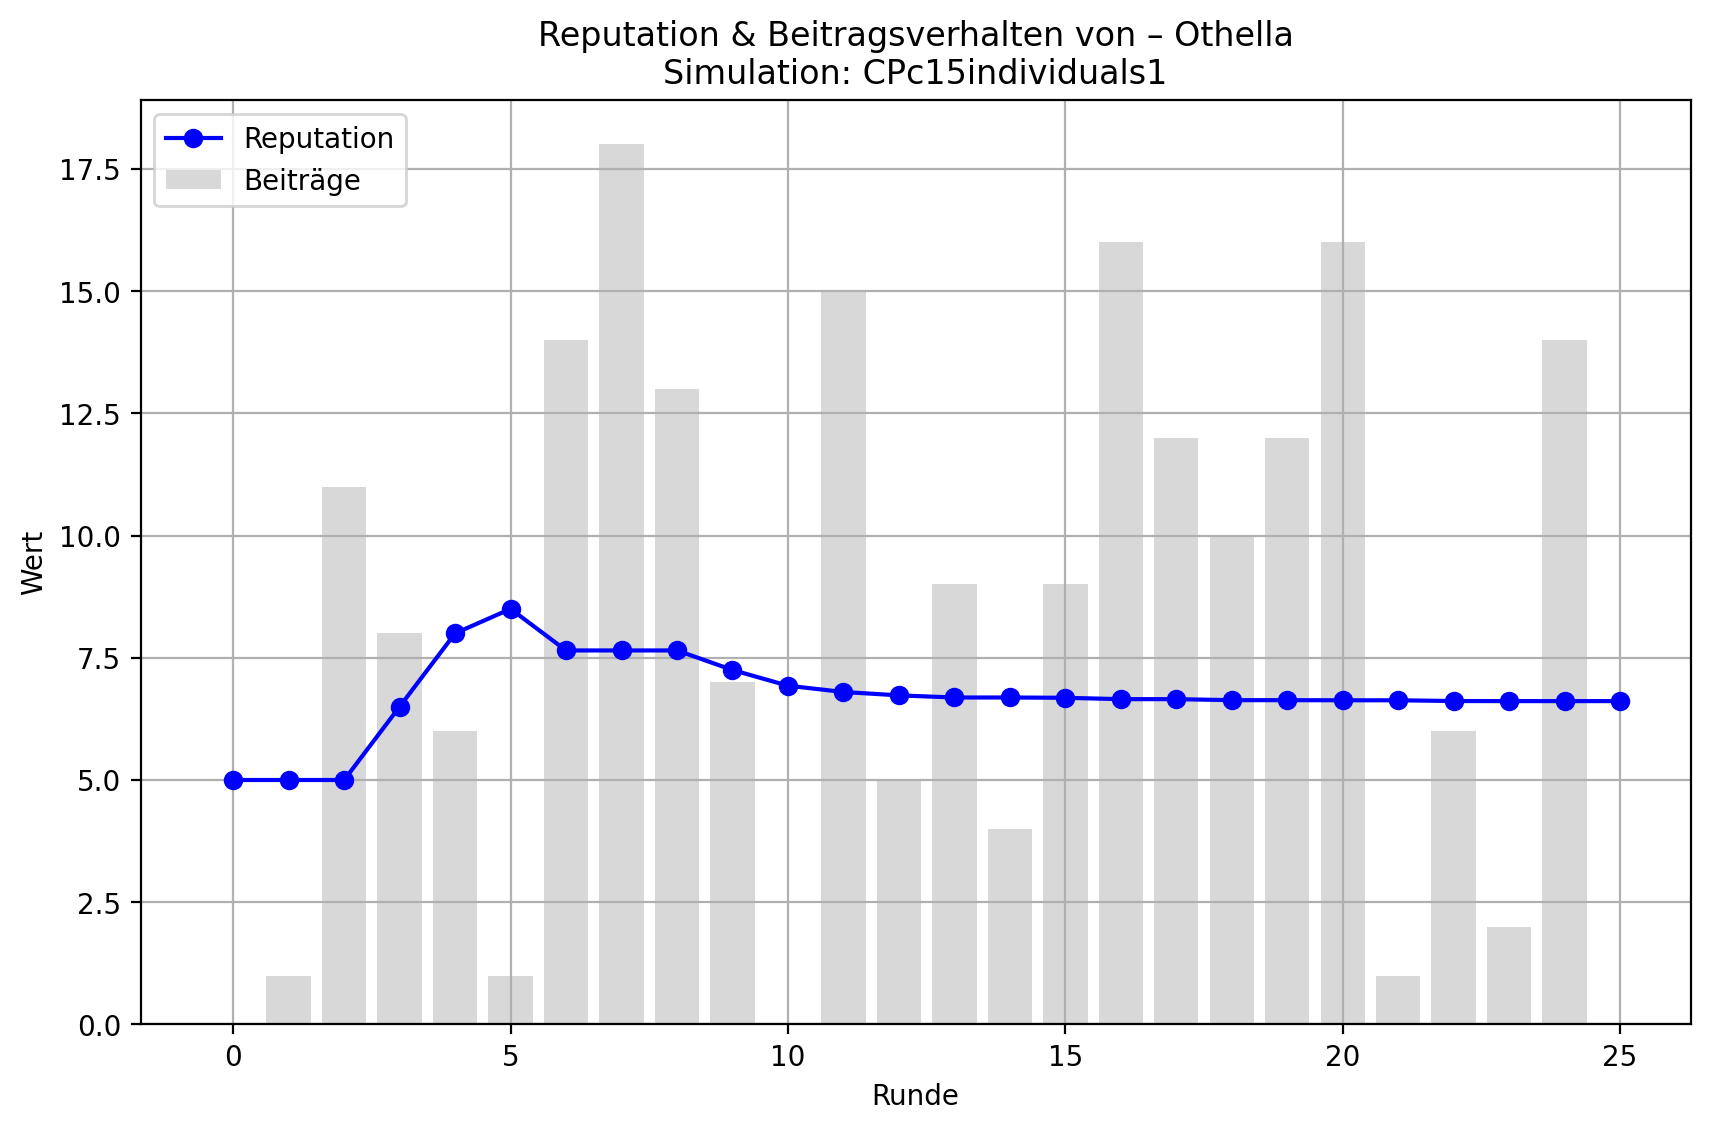 Reputation & Beitragsverhalten von – Othella
Simulation: CPc15individuals1
Reputation
Beiträge
17.5
15.0
12.5
10.0
7.5
5.0
2.5
0.0
Wert
0 5 10 15 20 25
Runde